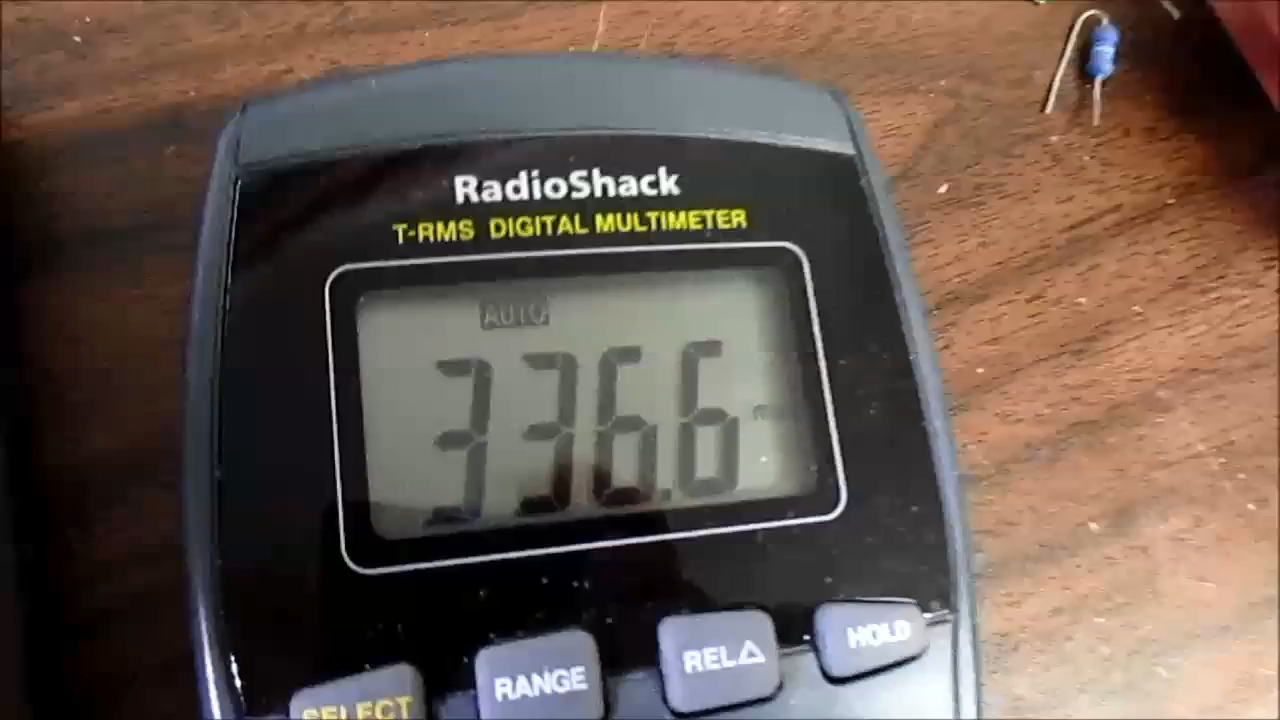 RadioShack
T-RMS DIGITAL MULTIMETER
AUTO
336.6
SELECT
RANGE
REL△
HOLD